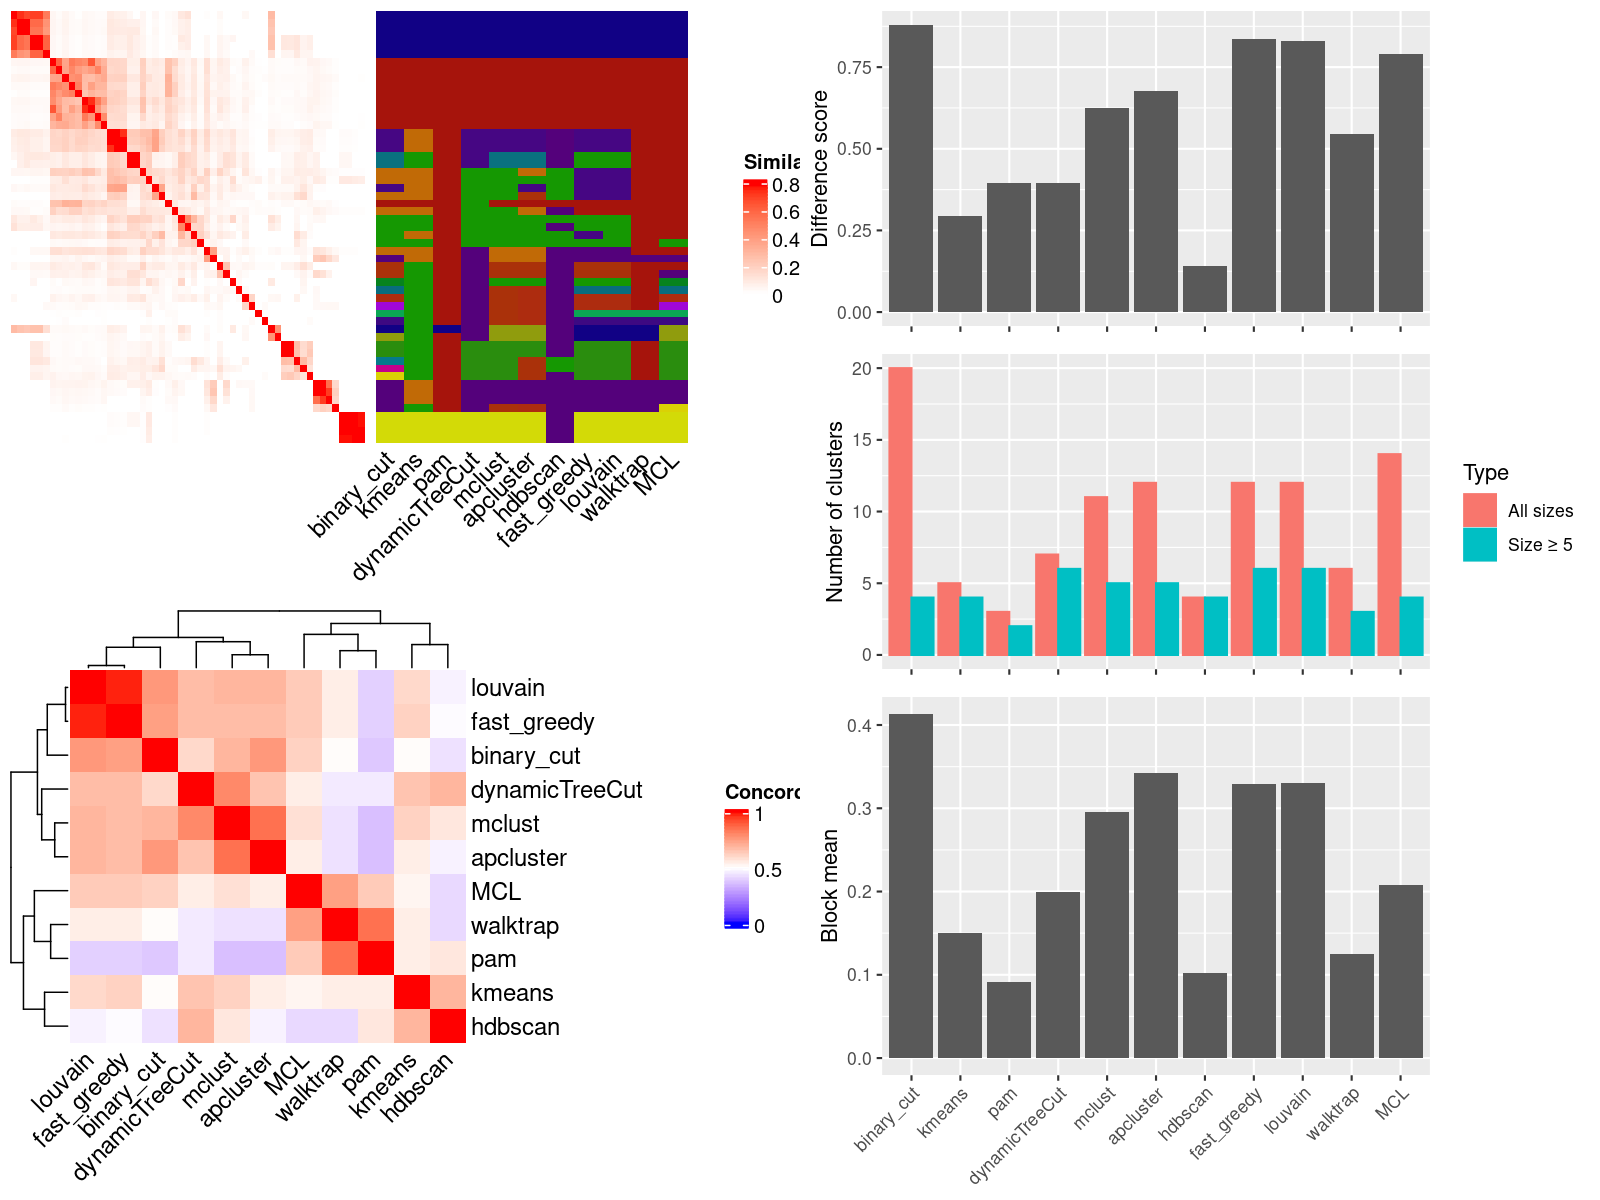 Simila
0.8
0.6
0.4
0.2
0
binary_cut
kmeans
pam
dynamicTreeCut
mclust
apcluster
hdbscan
fast_greedy
louvain
walktrap
MCL
louvain
fast_greedy
binary_cut
dynamicTreeCut
mclust
apcluster
MCL
walktrap
pam
kmeans
hdbscan
louvain
fast_greedy
binary_cut
dynamicTreeCut
mclust
apcluster
MCL
walktrap
pam
kmeans
hdbscan
Concord
1
0.5
0
Difference score
0.75
0.50
0.25
0.00
Number of clusters
20
15
10
5
0
Type
All sizes
Size ≥ 5
Block mean
0.4
0.3
0.2
0.1
0.0
binary_cut
kmeans
pam
dynamicTreeCut
mclust
apcluster
hdbscan
fast_greedy
louvain
walktrap
MCL